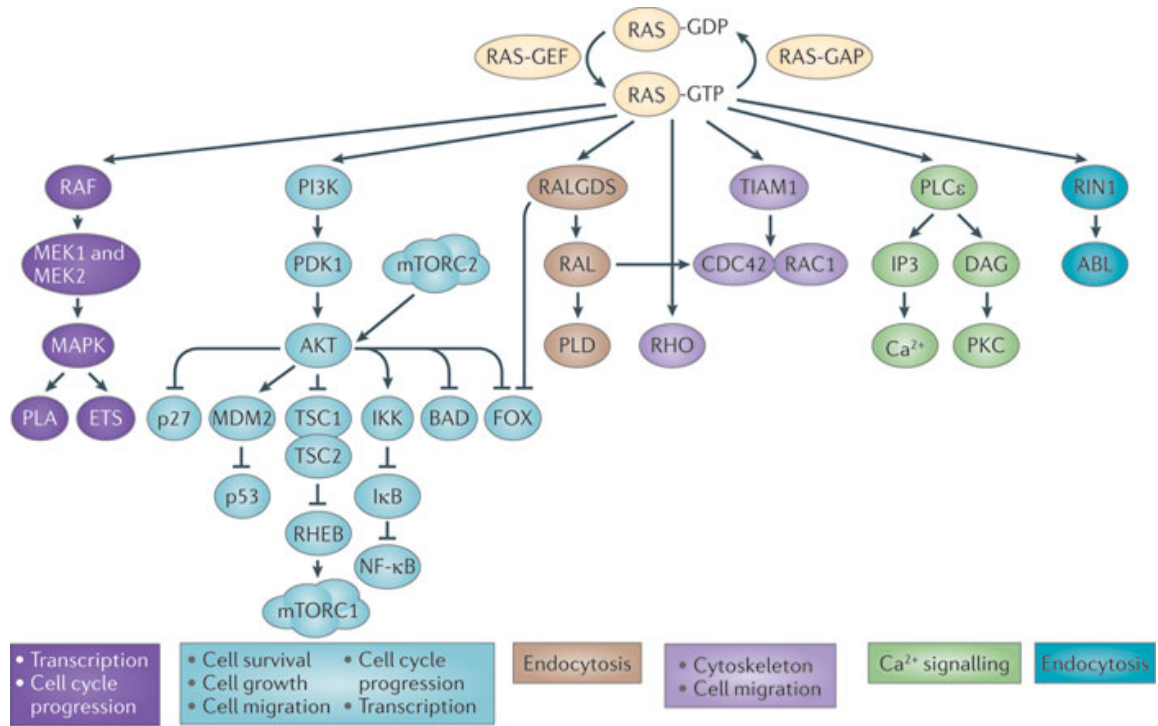 RAS -GDP
RAS-GEF
RAS-GAP
RAS -GTP
RAF
PI3K
RALGDS
TIAM1
PLCε
RIN1
MEK1 and
MEK2
PDK1
mTORC2
RAL
CDC42
RAC1
IP3
DAG
ABL
MAPK
AKT
PLD
RHO
Ca²⁺
PKC
PLA
ETS
p27
MDM2
TSC1
IKK
BAD
FOX
TSC2
p53
IκB
RHEB
NF-κB
mTORC1
• Transcription
• Cell cycle
progression
• Cell survival
• Cell growth
• Cell migration
• Cell cycle
progression
• Transcription
Endocytosis
• Cytoskeleton
• Cell migration
Ca²⁺ signalling
Endocytosis